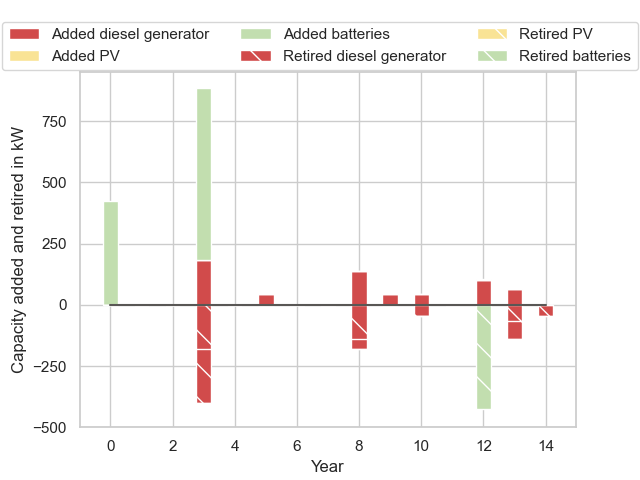 Added diesel generator
Added PV
Added batteries
Retired diesel generator
Retired PV
Retired batteries
Capacity added and retired in kW
750
500
250
0
−250
−500
0 2 4 6 8 10 12 14
Year